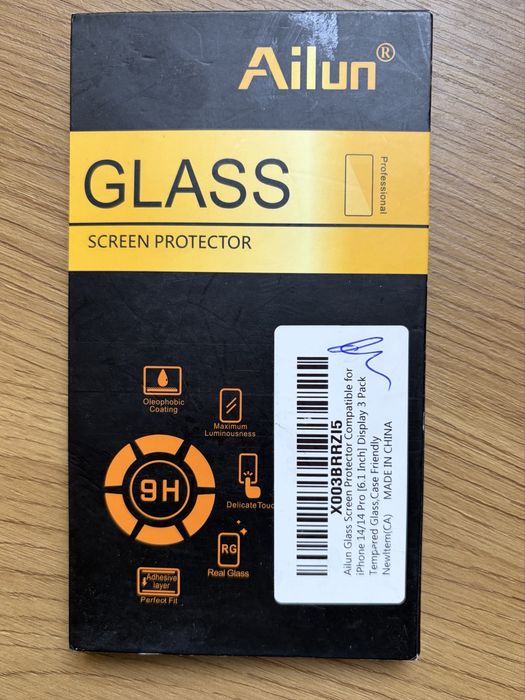 Ailun®
GLASS
Professional
SCREEN PROTECTOR
Oleophobic
Coating
Maximum
Luminousness
9H
Delicate Touc
RG
Real Glass
Adhesive
layer
Perfect Fit
X003BRRZI5
Ailun Glass Screen Protector Compatible for
iPhone 14/14 Pro [6.1 Inch] Display 3 Pack
Tempered Glass,Case Friendly
NewItem(CA) MADE IN CHINA